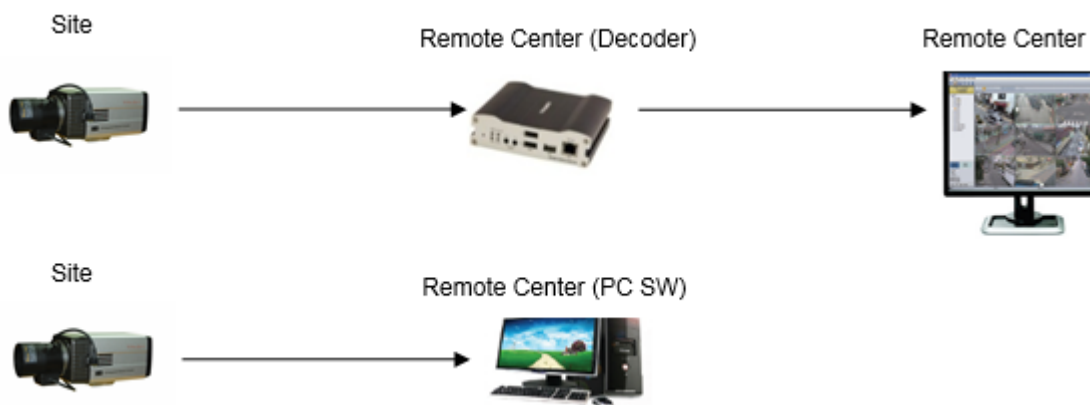 Site
Remote Center (Decoder)
Remote Center
Site
Remote Center (PC SW)